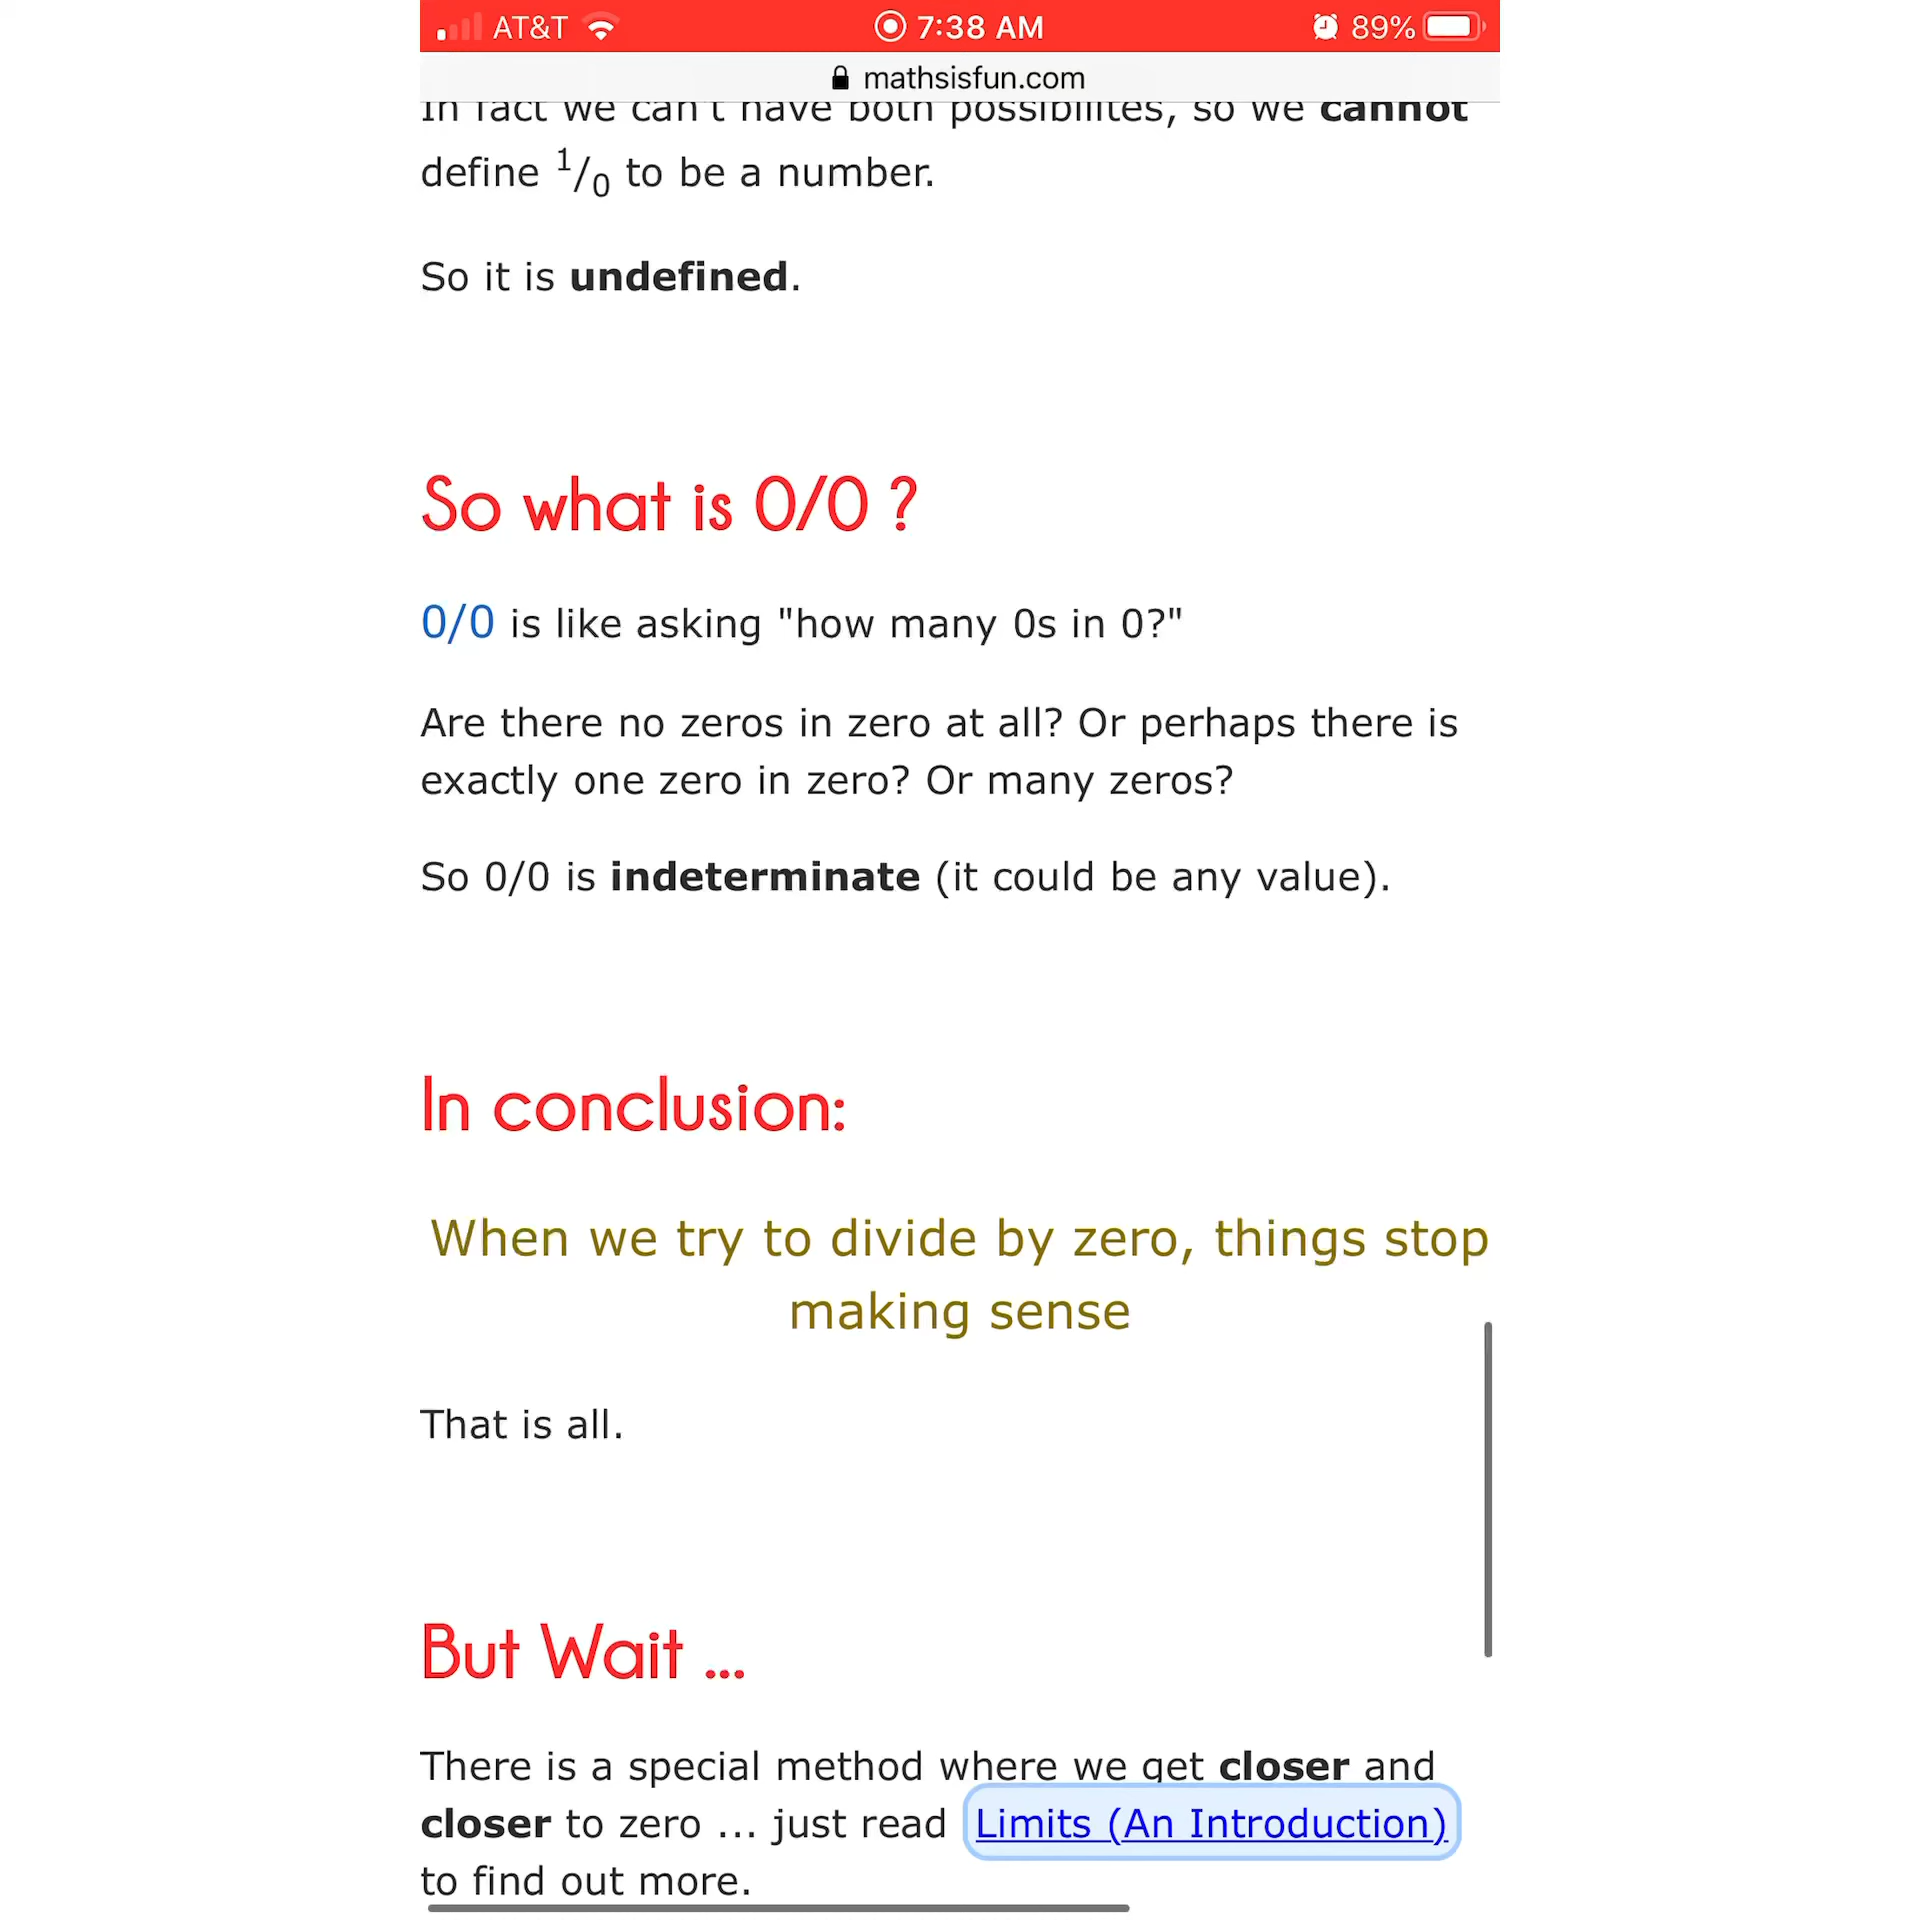 AT&T 7:38 AM 89%
mathsisfun.com
In fact we can't have both possibilites, so we cannot
define 1/0 to be a number.
So it is undefined.
So what is 0/0 ?
0/0 is like asking "how many 0s in 0?"
Are there no zeros in zero at all? Or perhaps there is
exactly one zero in zero? Or many zeros?
So 0/0 is indeterminate (it could be any value).
In conclusion:
When we try to divide by zero, things stop
making sense
That is all.
But Wait ...
There is a special method where we get closer and
closer to zero ... just read Limits (An Introduction)
to find out more.